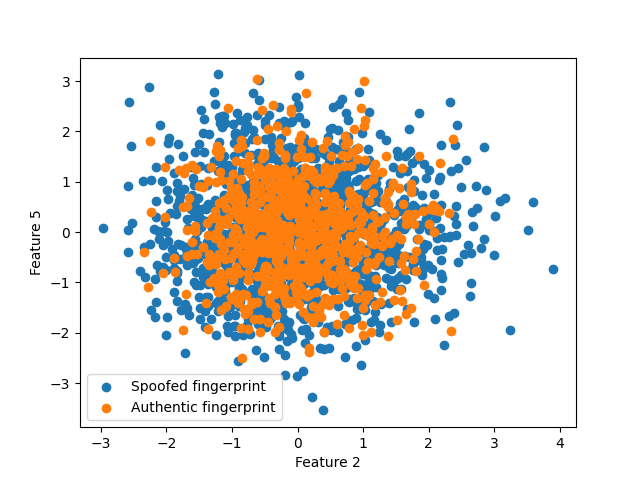 3
2
1
0
−1
−2
−3
Feature 5
Spoofed fingerprint
Authentic fingerprint
−3 −2 −1 0 1 2 3 4
Feature 2